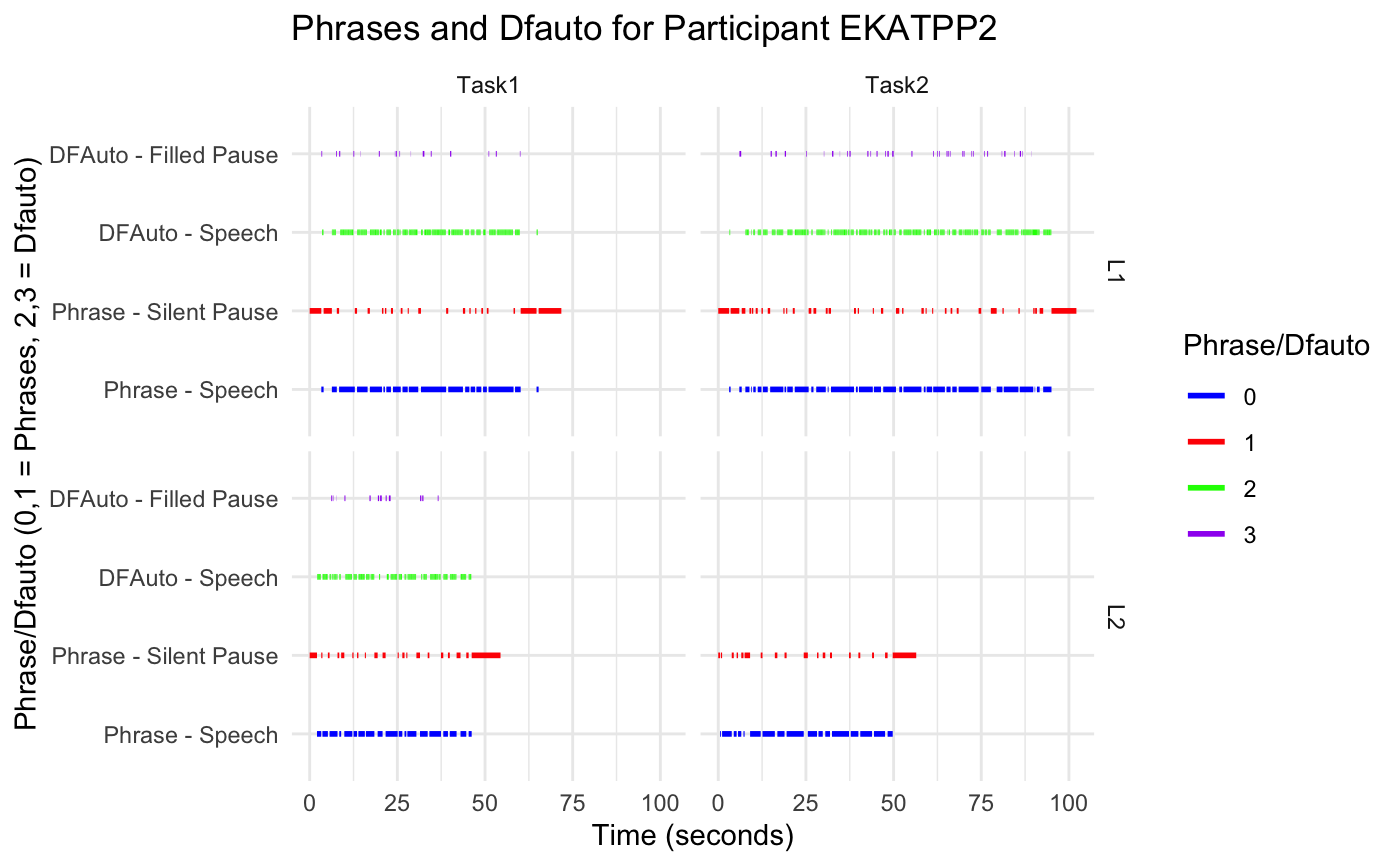 Phrases and Dfauto for Participant EKATPP2
Task1
Task2
Phrase/Dfauto (0,1 = Phrases, 2,3 = Dfauto)
DFAuto - Filled Pause
DFAuto - Speech
Phrase - Silent Pause
Phrase - Speech
L1
DFAuto - Filled Pause
DFAuto - Speech
Phrase - Silent Pause
Phrase - Speech
L2
0 25 50 75 100
0 25 50 75 100
Time (seconds)
Phrase/Dfauto
0
1
2
3